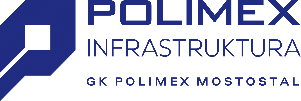 POLIMEX
INFRASTRUKTURA
GK POLIMEX MOSTOSTAL